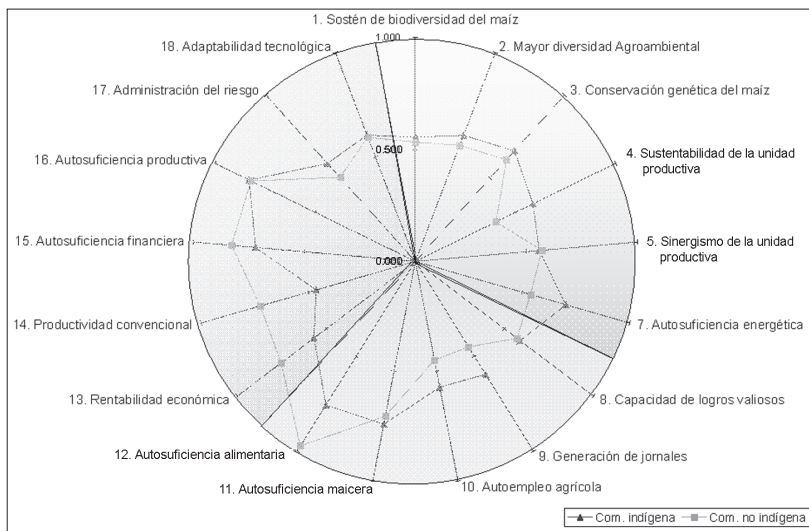 1. Sostén de biodiversidad del maíz
1.000
2. Mayor diversidad Agroambiental
3. Conservación genética del maíz
4. Sustentabilidad de la unidad
productiva
5. Sinergismo de la unidad
productiva
7. Autosuficiencia energética
8. Capacidad de logros valiosos
9. Generación de jornales
10. Autoempleo agrícola
11. Autosuficiencia maicera
12. Autosuficiencia alimentaria
13. Rentabilidad económica
14. Productividad convencional
15. Autosuficiencia financiera
16. Autosuficiencia productiva
17. Administración del riesgo
18. Adaptabilidad tecnológica
0.500
0.000
Com. indígena
Com. no indígena